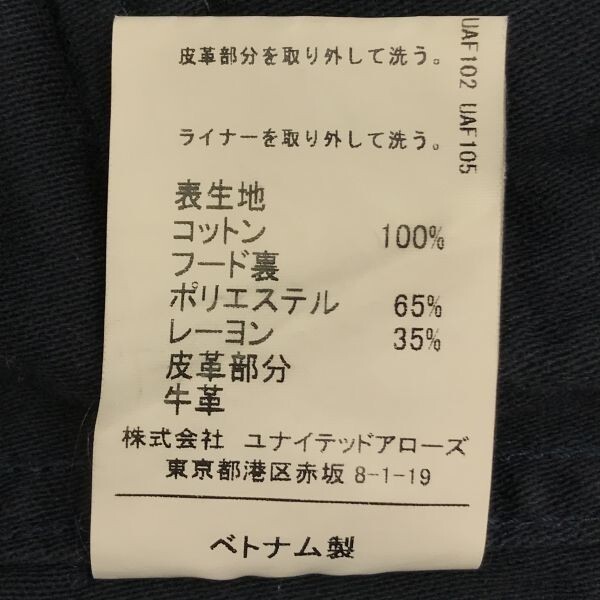 皮革部分を取り外して洗う。
ライナーを取り外して洗う。
表生地
コットン 100%
フード裏
ポリエステル 65%
レーヨン 35%
皮革部分
牛革
株式会社 ユナイテッドアローズ
東京都港区赤坂 8-1-19
ベトナム製
UAF102 UAF105